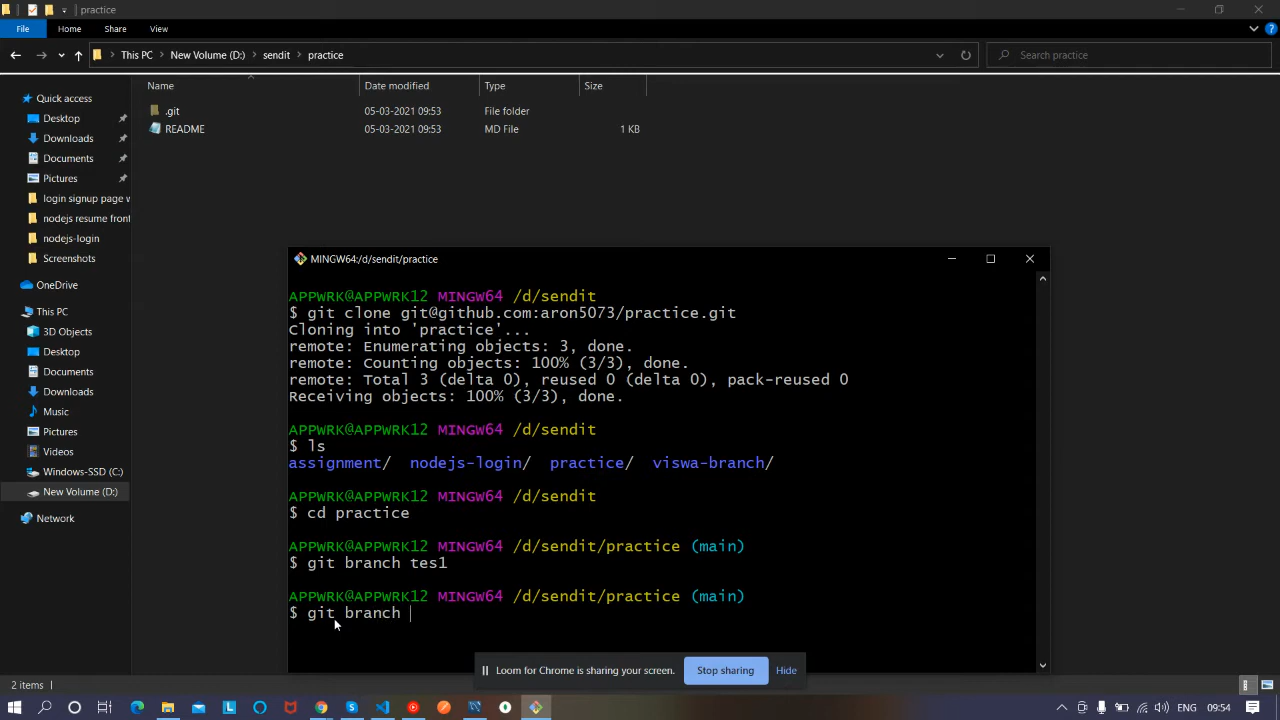 practice
File Home Share View
This PC New Volume (D:) sendit practice
Search practice
Name Date modified Type Size
.git 05-03-2021 09:53 File folder
README 05-03-2021 09:53 MD File 1 KB
Quick access
Desktop
Downloads
Documents
Pictures
login signup page w
nodejs resume front
nodejs-login
Screenshots
OneDrive
This PC
3D Objects
Desktop
Documents
Downloads
Music
Pictures
Videos
Windows-SSD (C:)
New Volume (D:)
Network
MINGW64:/d/sendit/practice
APPWRK@APPWRK12 MINGW64 /d/sendit
$ git clone git@github.com:aron5073/practice.git
Cloning into 'practice'...
remote: Enumerating objects: 3, done.
remote: Counting objects: 100% (3/3), done.
remote: Total 3 (delta 0), reused 0 (delta 0), pack-reused 0
Receiving objects: 100% (3/3), done.
APPWRK@APPWRK12 MINGW64 /d/sendit
$ ls
assignment/ nodejs-login/ practice/ viswa-branch/
APPWRK@APPWRK12 MINGW64 /d/sendit
$ cd practice
APPWRK@APPWRK12 MINGW64 /d/sendit/practice (main)
$ git branch tes1
APPWRK@APPWRK12 MINGW64 /d/sendit/practice (main)
$ git branch
Loom for Chrome is sharing your screen. Stop sharing Hide
2 items
09:54